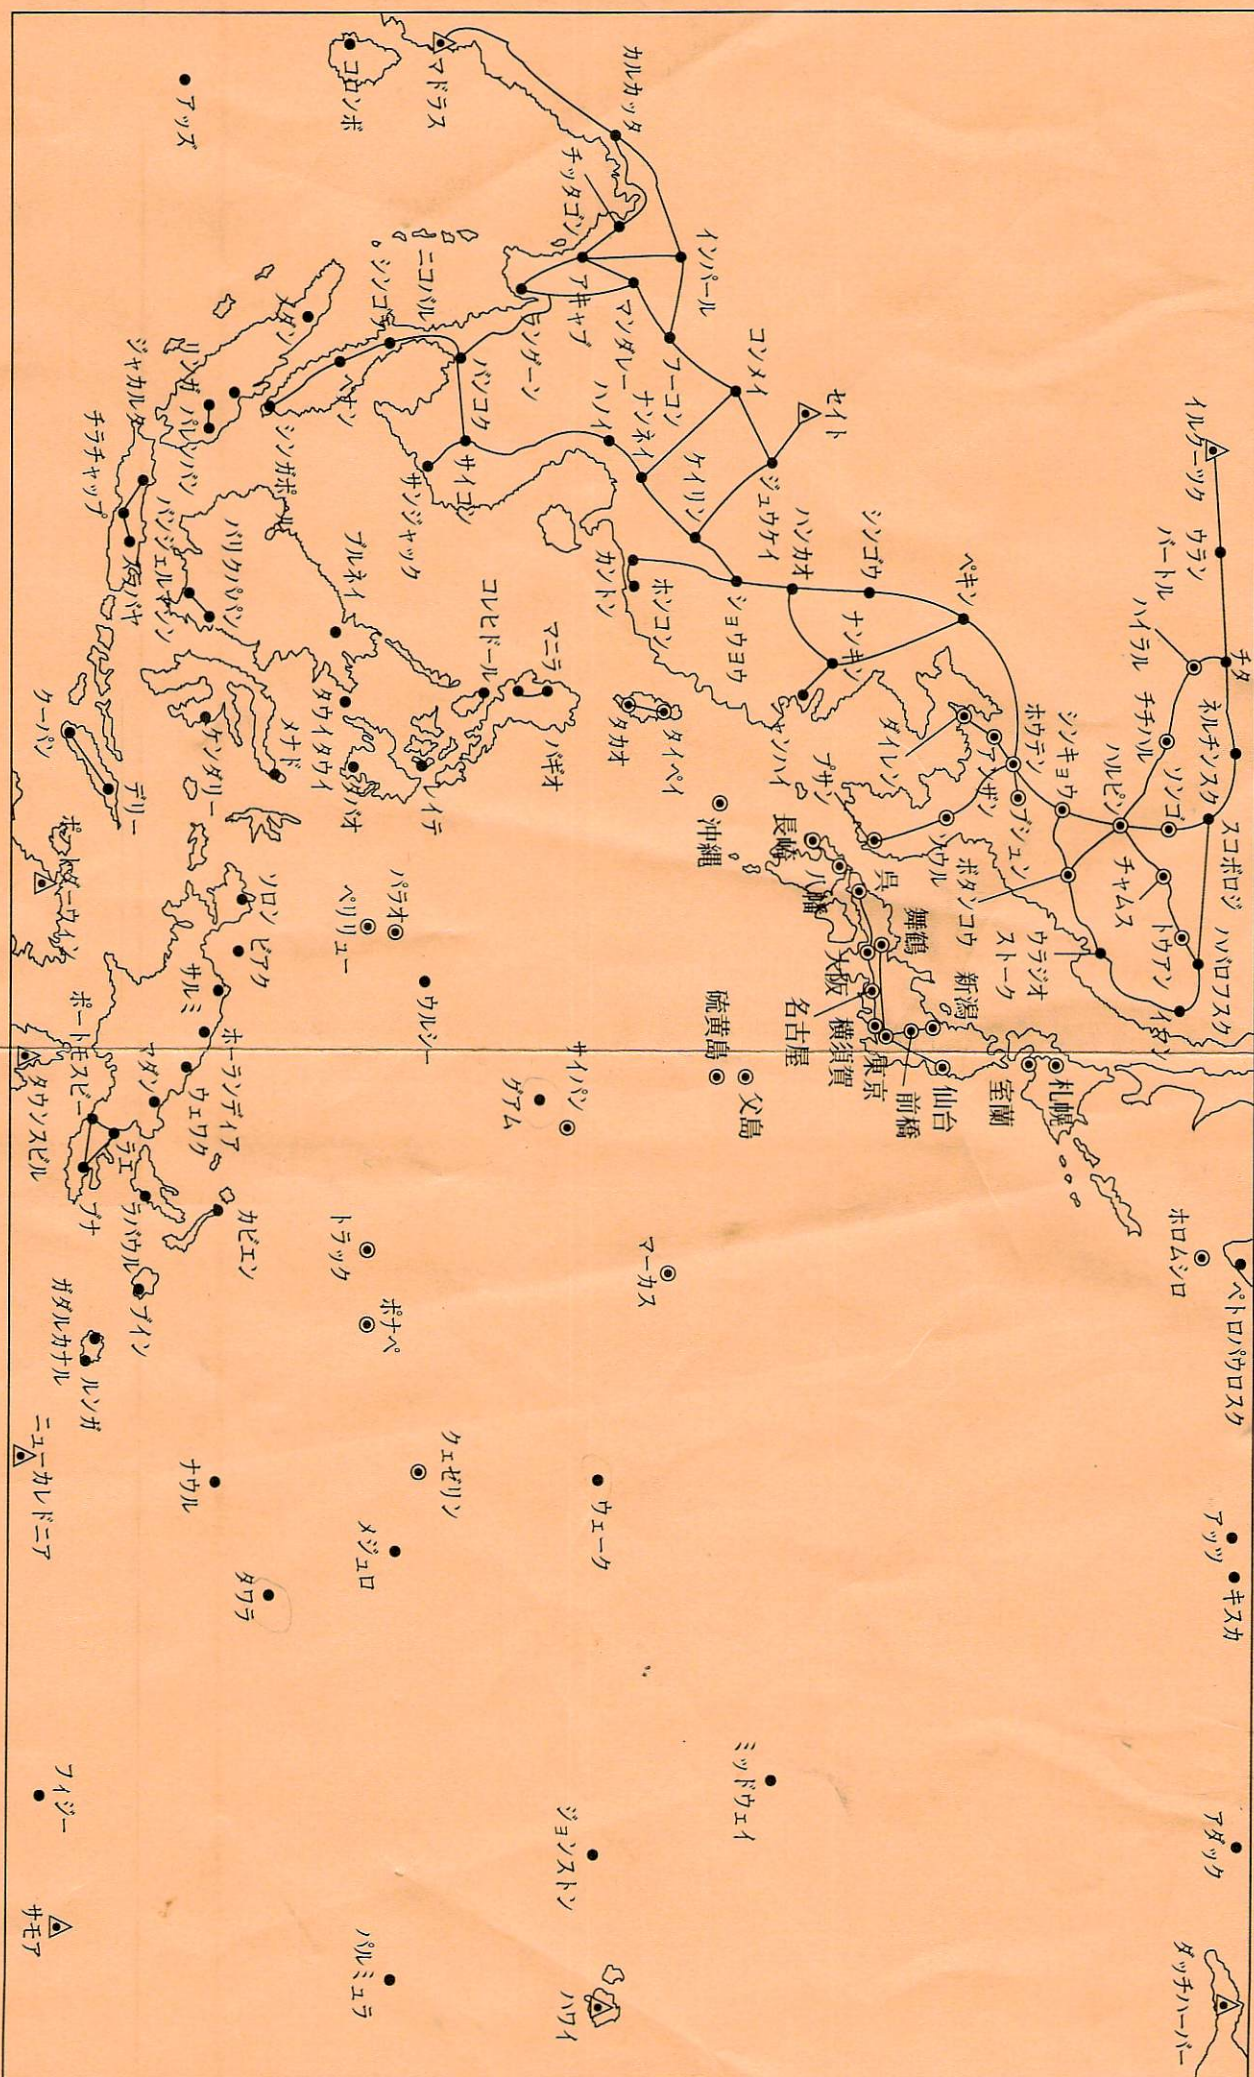 イルクーツク
ウラン
バートル
チタ
ハイラル
ネルチンスク
チチハル
スコボロジ
ソンゴ
ハルピン
シンキョウ
ハバロフスク
チャムス
トウアン
イマン
ボタンコウ
ウラジオ
ストーク
ホウテン
ブジュン
アンザン
ダイレン
ソウル
プサン
ペキン
シンゴウ
ナンキン
シャンハイ
ハンカオ
セイト
ジュウケイ
コンメイ
ケイリン
ショウヨウ
ナンネイ
カントン
ホンコン
タイペイ
タカオ
ハノイ
フーコン
インパール
マンダレー
カルカッタ
チッタゴン
アキャブ
ラングーン
マドラス
コロンボ
アッズ
ニコバル
シンゴラ
バンコク
サイゴン
サンジャック
メダン
ペナン
シンガポール
リンガ
パレンバン
ジャカルタ
チラチャップ
スラバヤ
バンジェルマシン
バリクパパン
ブルネイ
コレヒドール
マニラ
バギオ
レイテ
ダバオ
タウイタウイ
メナド
ケンダリー
クーパン
デリー
ポートダーウィン
ソロン
ビアク
サルミ
ホーランディア
ウェワク
マダン
ポートモスビー
ラエ
ブナ
タウンスビル
ラバウル
カビエン
ブイン
ガダルカナル
ルンガ
ニューカレドニア
パラオ
ペリリュー
ウルシー
沖縄
長崎
八幡
呉
舞鶴
大阪
名古屋
横須賀
東京
前橋
新潟
仙台
室蘭
札幌
硫黄島
父島
サイパン
グアム
マーカス
トラック
ポナペ
ホロムシロ
ペトロパウロスク
アッツ
キスカ
アダック
ダッチハーバー
ウェーク
クェゼリン
メジュロ
ナウル
タワラ
ミッドウェイ
ジョンストン
ハワイ
パルミュラ
フィジー
サモア